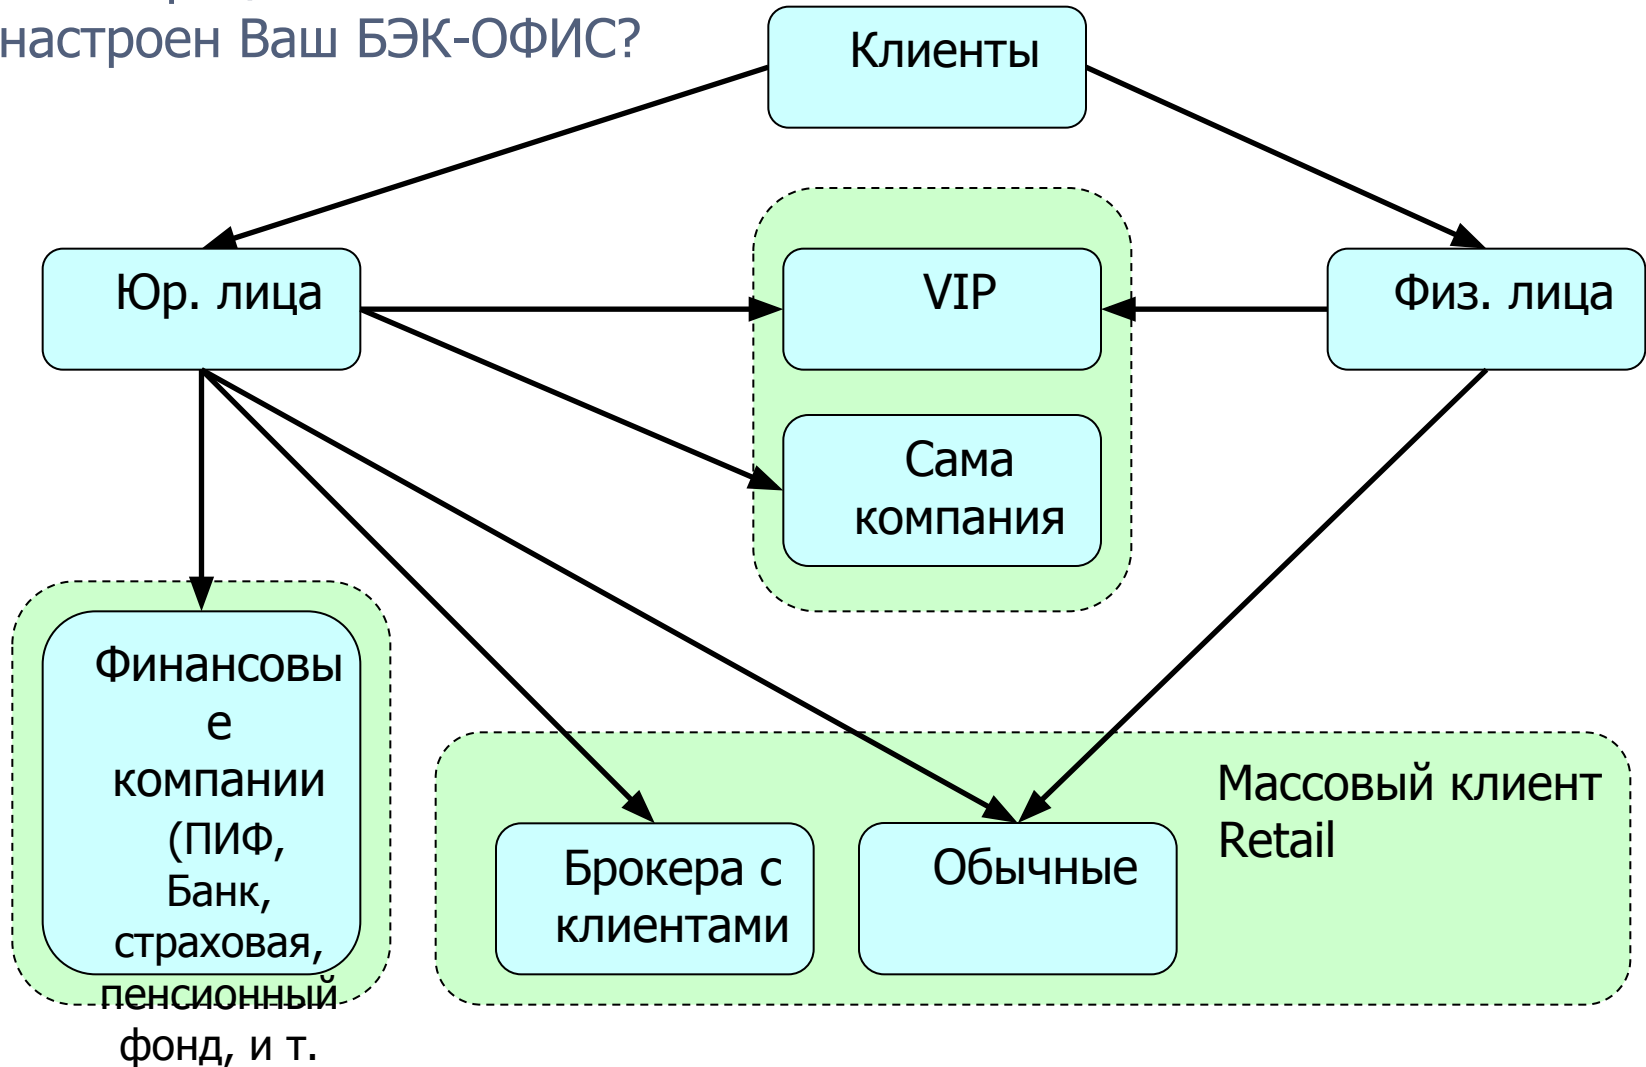 настроен Ваш БЭК-ОФИС?
Клиенты
Юр. лица
VIP
Физ. лица
Сама
компания
Финансовы
е
компании
(ПИФ,
Банк,
страховая,
пенсионный
фонд, и т.
Массовый клиент
Retail
Брокера с
клиентами
Обычные